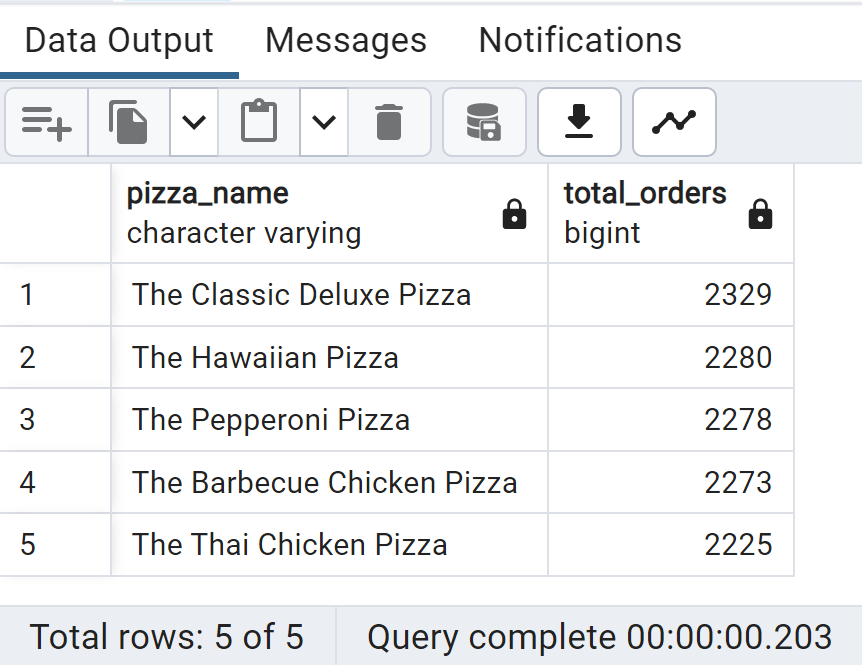 Data Output Messages Notifications
pizza_name total_orders
character varying bigint
1 The Classic Deluxe Pizza 2329
2 The Hawaiian Pizza 2280
3 The Pepperoni Pizza 2278
4 The Barbecue Chicken Pizza 2273
5 The Thai Chicken Pizza 2225
Total rows: 5 of 5 Query complete 00:00:00.203